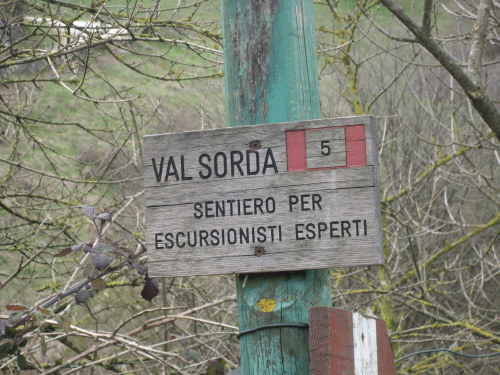 VAL SORDA 5
SENTIERO PER
ESCURSIONISTI ESPERTI